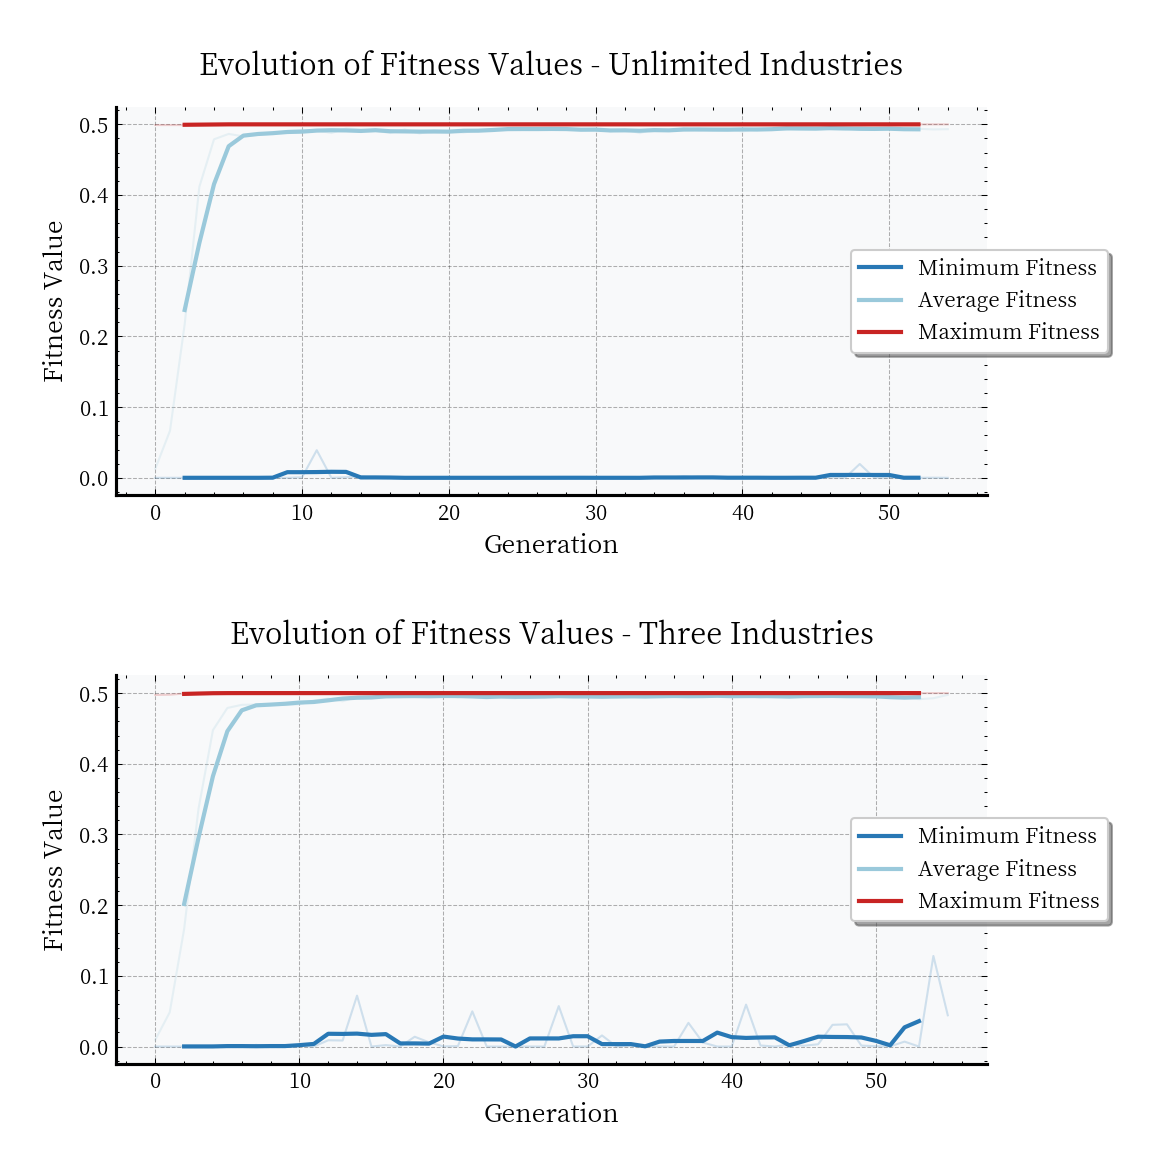 Evolution of Fitness Values - Unlimited Industries
0.5
0.4
0.3
0.2
0.1
0.0
Fitness Value
Minimum Fitness
Average Fitness
Maximum Fitness
0 10 20 30 40 50
Generation
Evolution of Fitness Values - Three Industries
0.5
0.4
0.3
0.2
0.1
0.0
Fitness Value
Minimum Fitness
Average Fitness
Maximum Fitness
0 10 20 30 40 50
Generation